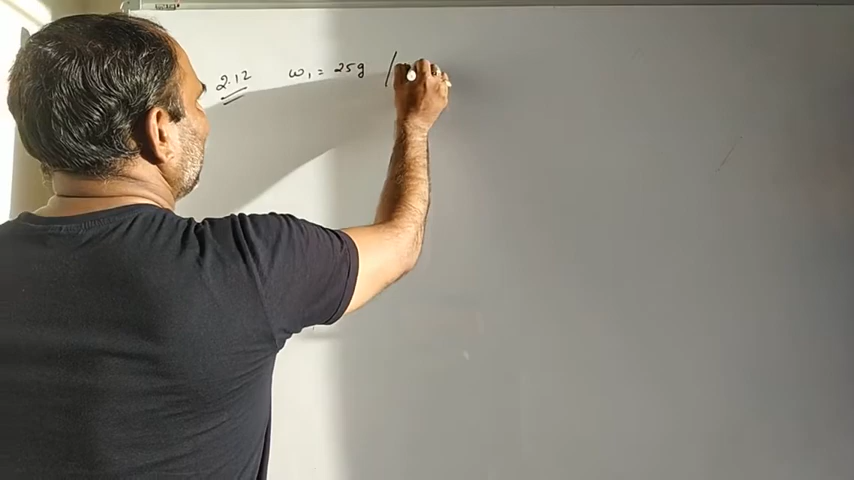 2.12 w₁ = 25g /